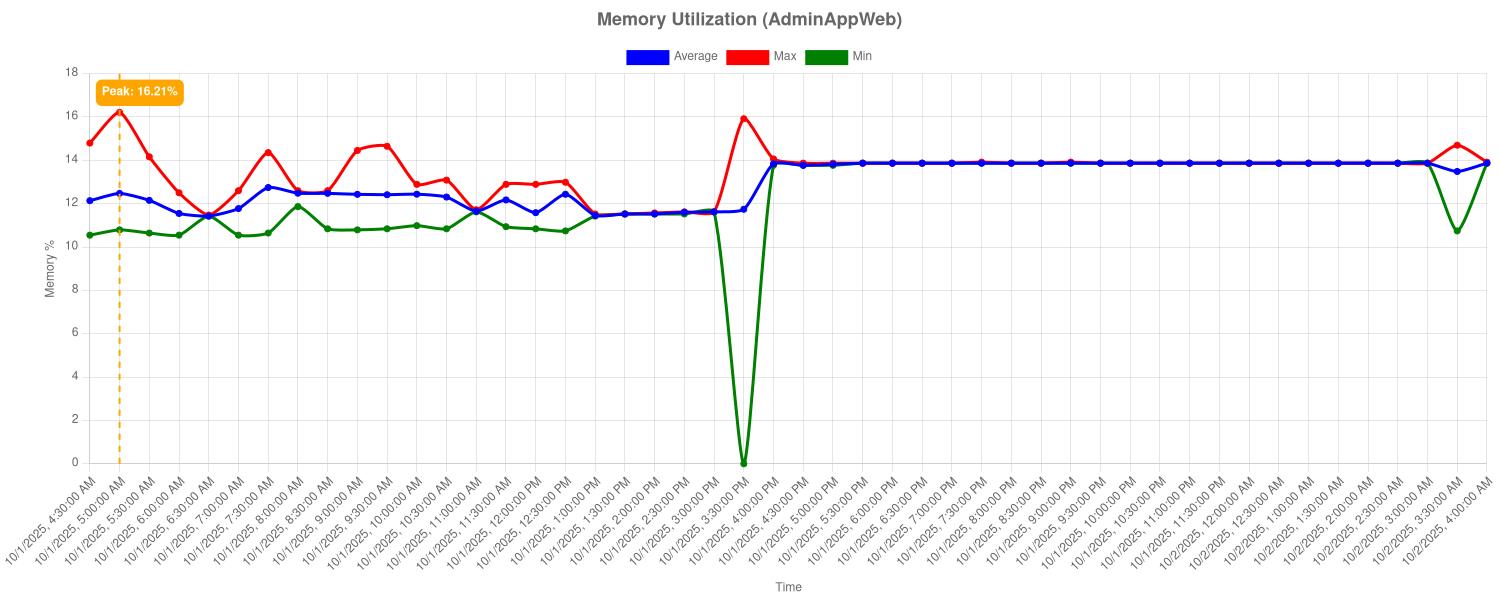 Memory Utilization (AdminAppWeb)
Average Max Min
Peak: 16.21%
18
16
14
12
10
8
6
4
2
0
Memory %
10/1/2025, 4:30:00 AM
10/1/2025, 5:00:00 AM
10/1/2025, 5:30:00 AM
10/1/2025, 6:00:00 AM
10/1/2025, 6:30:00 AM
10/1/2025, 7:00:00 AM
10/1/2025, 7:30:00 AM
10/1/2025, 8:00:00 AM
10/1/2025, 8:30:00 AM
10/1/2025, 9:00:00 AM
10/1/2025, 9:30:00 AM
10/1/2025, 10:00:00 AM
10/1/2025, 10:30:00 AM
10/1/2025, 11:00:00 AM
10/1/2025, 11:30:00 AM
10/1/2025, 12:00:00 PM
10/1/2025, 12:30:00 PM
10/1/2025, 1:00:00 PM
10/1/2025, 1:30:00 PM
10/1/2025, 2:00:00 PM
10/1/2025, 2:30:00 PM
10/1/2025, 3:00:00 PM
10/1/2025, 3:30:00 PM
10/1/2025, 4:00:00 PM
10/1/2025, 4:30:00 PM
10/1/2025, 5:00:00 PM
10/1/2025, 5:30:00 PM
10/1/2025, 6:00:00 PM
10/1/2025, 6:30:00 PM
10/1/2025, 7:00:00 PM
10/1/2025, 7:30:00 PM
10/1/2025, 8:00:00 PM
10/1/2025, 8:30:00 PM
10/1/2025, 9:00:00 PM
10/1/2025, 9:30:00 PM
10/1/2025, 10:00:00 PM
10/1/2025, 10:30:00 PM
10/1/2025, 11:00:00 PM
10/1/2025, 11:30:00 PM
10/2/2025, 12:00:00 AM
10/2/2025, 12:30:00 AM
10/2/2025, 1:00:00 AM
10/2/2025, 1:30:00 AM
10/2/2025, 2:00:00 AM
10/2/2025, 2:30:00 AM
10/2/2025, 3:00:00 AM
10/2/2025, 3:30:00 AM
10/2/2025, 4:00:00 AM
Time